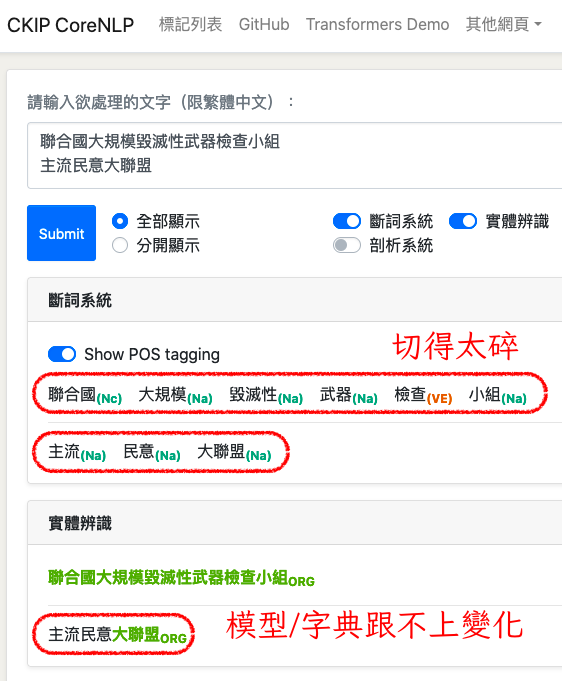 CKIP CoreNLP 標記列表 GitHub Transformers Demo 其他網頁
請輸入欲處理的文字（限繁體中文）：
聯合國大規模毀滅性武器檢查小組
主流民意大聯盟
Submit 全部顯示 斷詞系統 實體辨識
分開顯示 剖析系統
斷詞系統
Show POS tagging 切得太碎
聯合國(Nc) 大規模(Na) 毀滅性(Na) 武器(Na) 檢查(VE) 小組(Na)
主流(Na) 民意(Na) 大聯盟(Na)
實體辨識
聯合國大規模毀滅性武器檢查小組ORG
主流民意大聯盟ORG 模型/字典跟不上變化